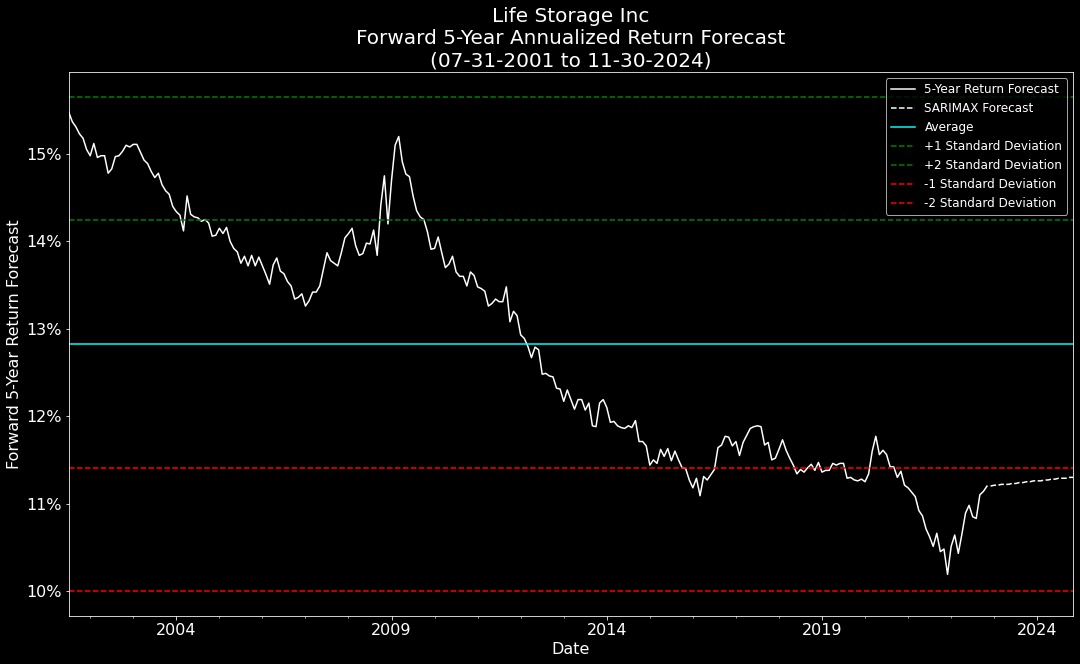 Life Storage Inc
Forward 5-Year Annualized Return Forecast
(07-31-2001 to 11-30-2024)
5-Year Return Forecast
SARIMAX Forecast
Average
+1 Standard Deviation
+2 Standard Deviation
-1 Standard Deviation
-2 Standard Deviation
Forward 5-Year Return Forecast
15%
14%
13%
12%
11%
10%
2004
2009
2014
2019
2024
Date